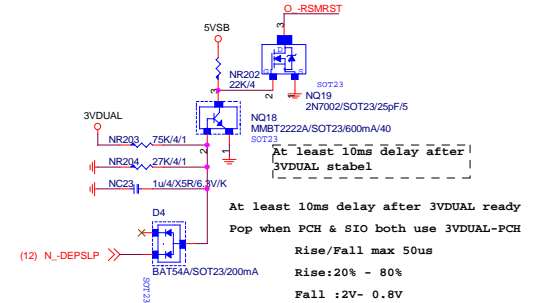 O_-RSMRST
5VSB
3
D
G
S
NR202
22K/4
2
1
SOT23
NQ19
2N7002/SOT23/25pF/5
3
NQ18
MMBT2222A/SOT23/600mA/40
SOT23
2
1
3VDUAL
NR203 75K/4/1
NR204 27K/4/1
NC23 1u/4/X5R/6.3V/K
At least 10ms delay after
3VDUAL stabel
D4
(12) N_-DEPSLP
BAT54A/SOT23/200mA
SOT23
At least 10ms delay after 3VDUAL ready
Pop when PCH & SIO both use 3VDUAL-PCH
Rise/Fall max 50us
Rise:20% - 80%
Fall :2V- 0.8V